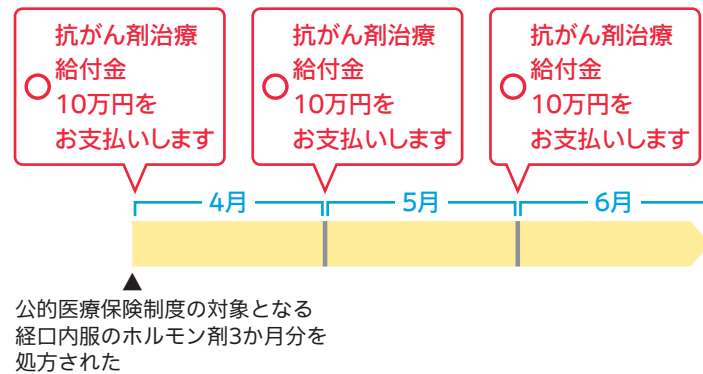 抗がん剤治療
給付金
10万円を
お支払いします
抗がん剤治療
給付金
10万円を
お支払いします
抗がん剤治療
給付金
10万円を
お支払いします
4月
5月
6月
公的医療保険制度の対象となる
経口内服のホルモン剤3か月分を
処方された